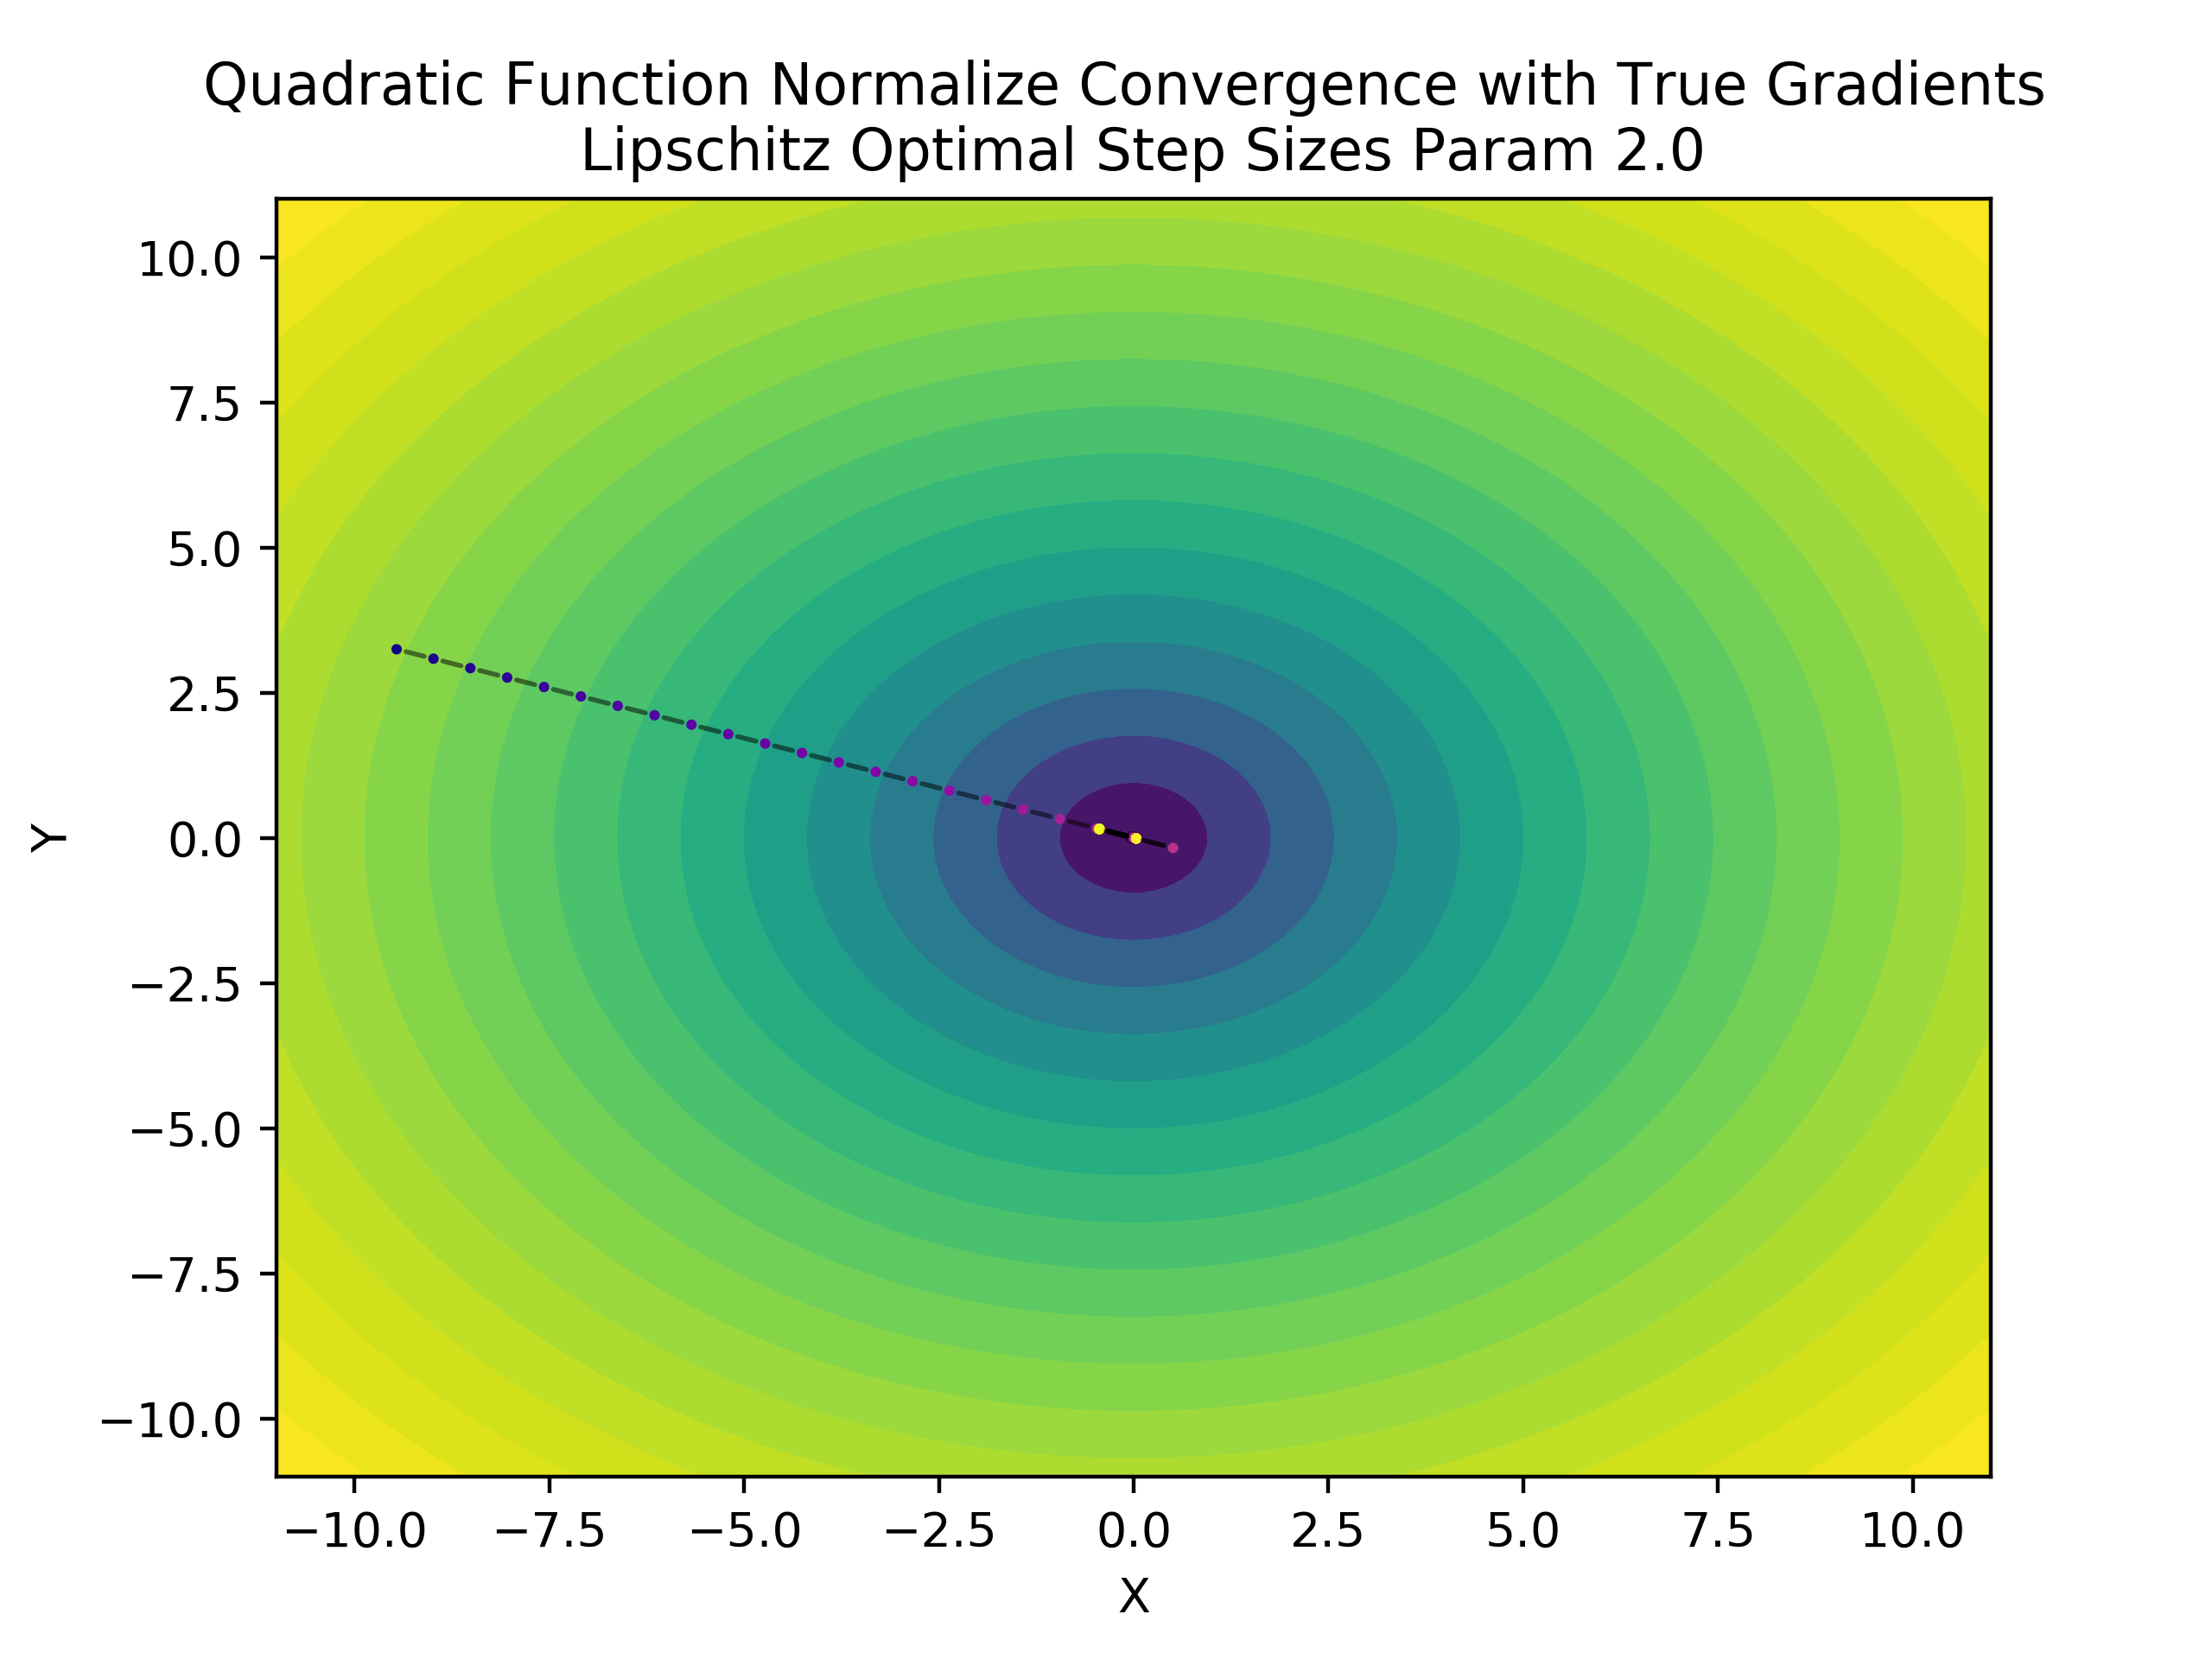 Quadratic Function Normalize Convergence with True Gradients
Lipschitz Optimal Step Sizes Param 2.0
10.0
7.5
5.0
2.5
0.0
−2.5
−5.0
−7.5
−10.0
Y
−10.0 −7.5 −5.0 −2.5 0.0 2.5 5.0 7.5 10.0
X